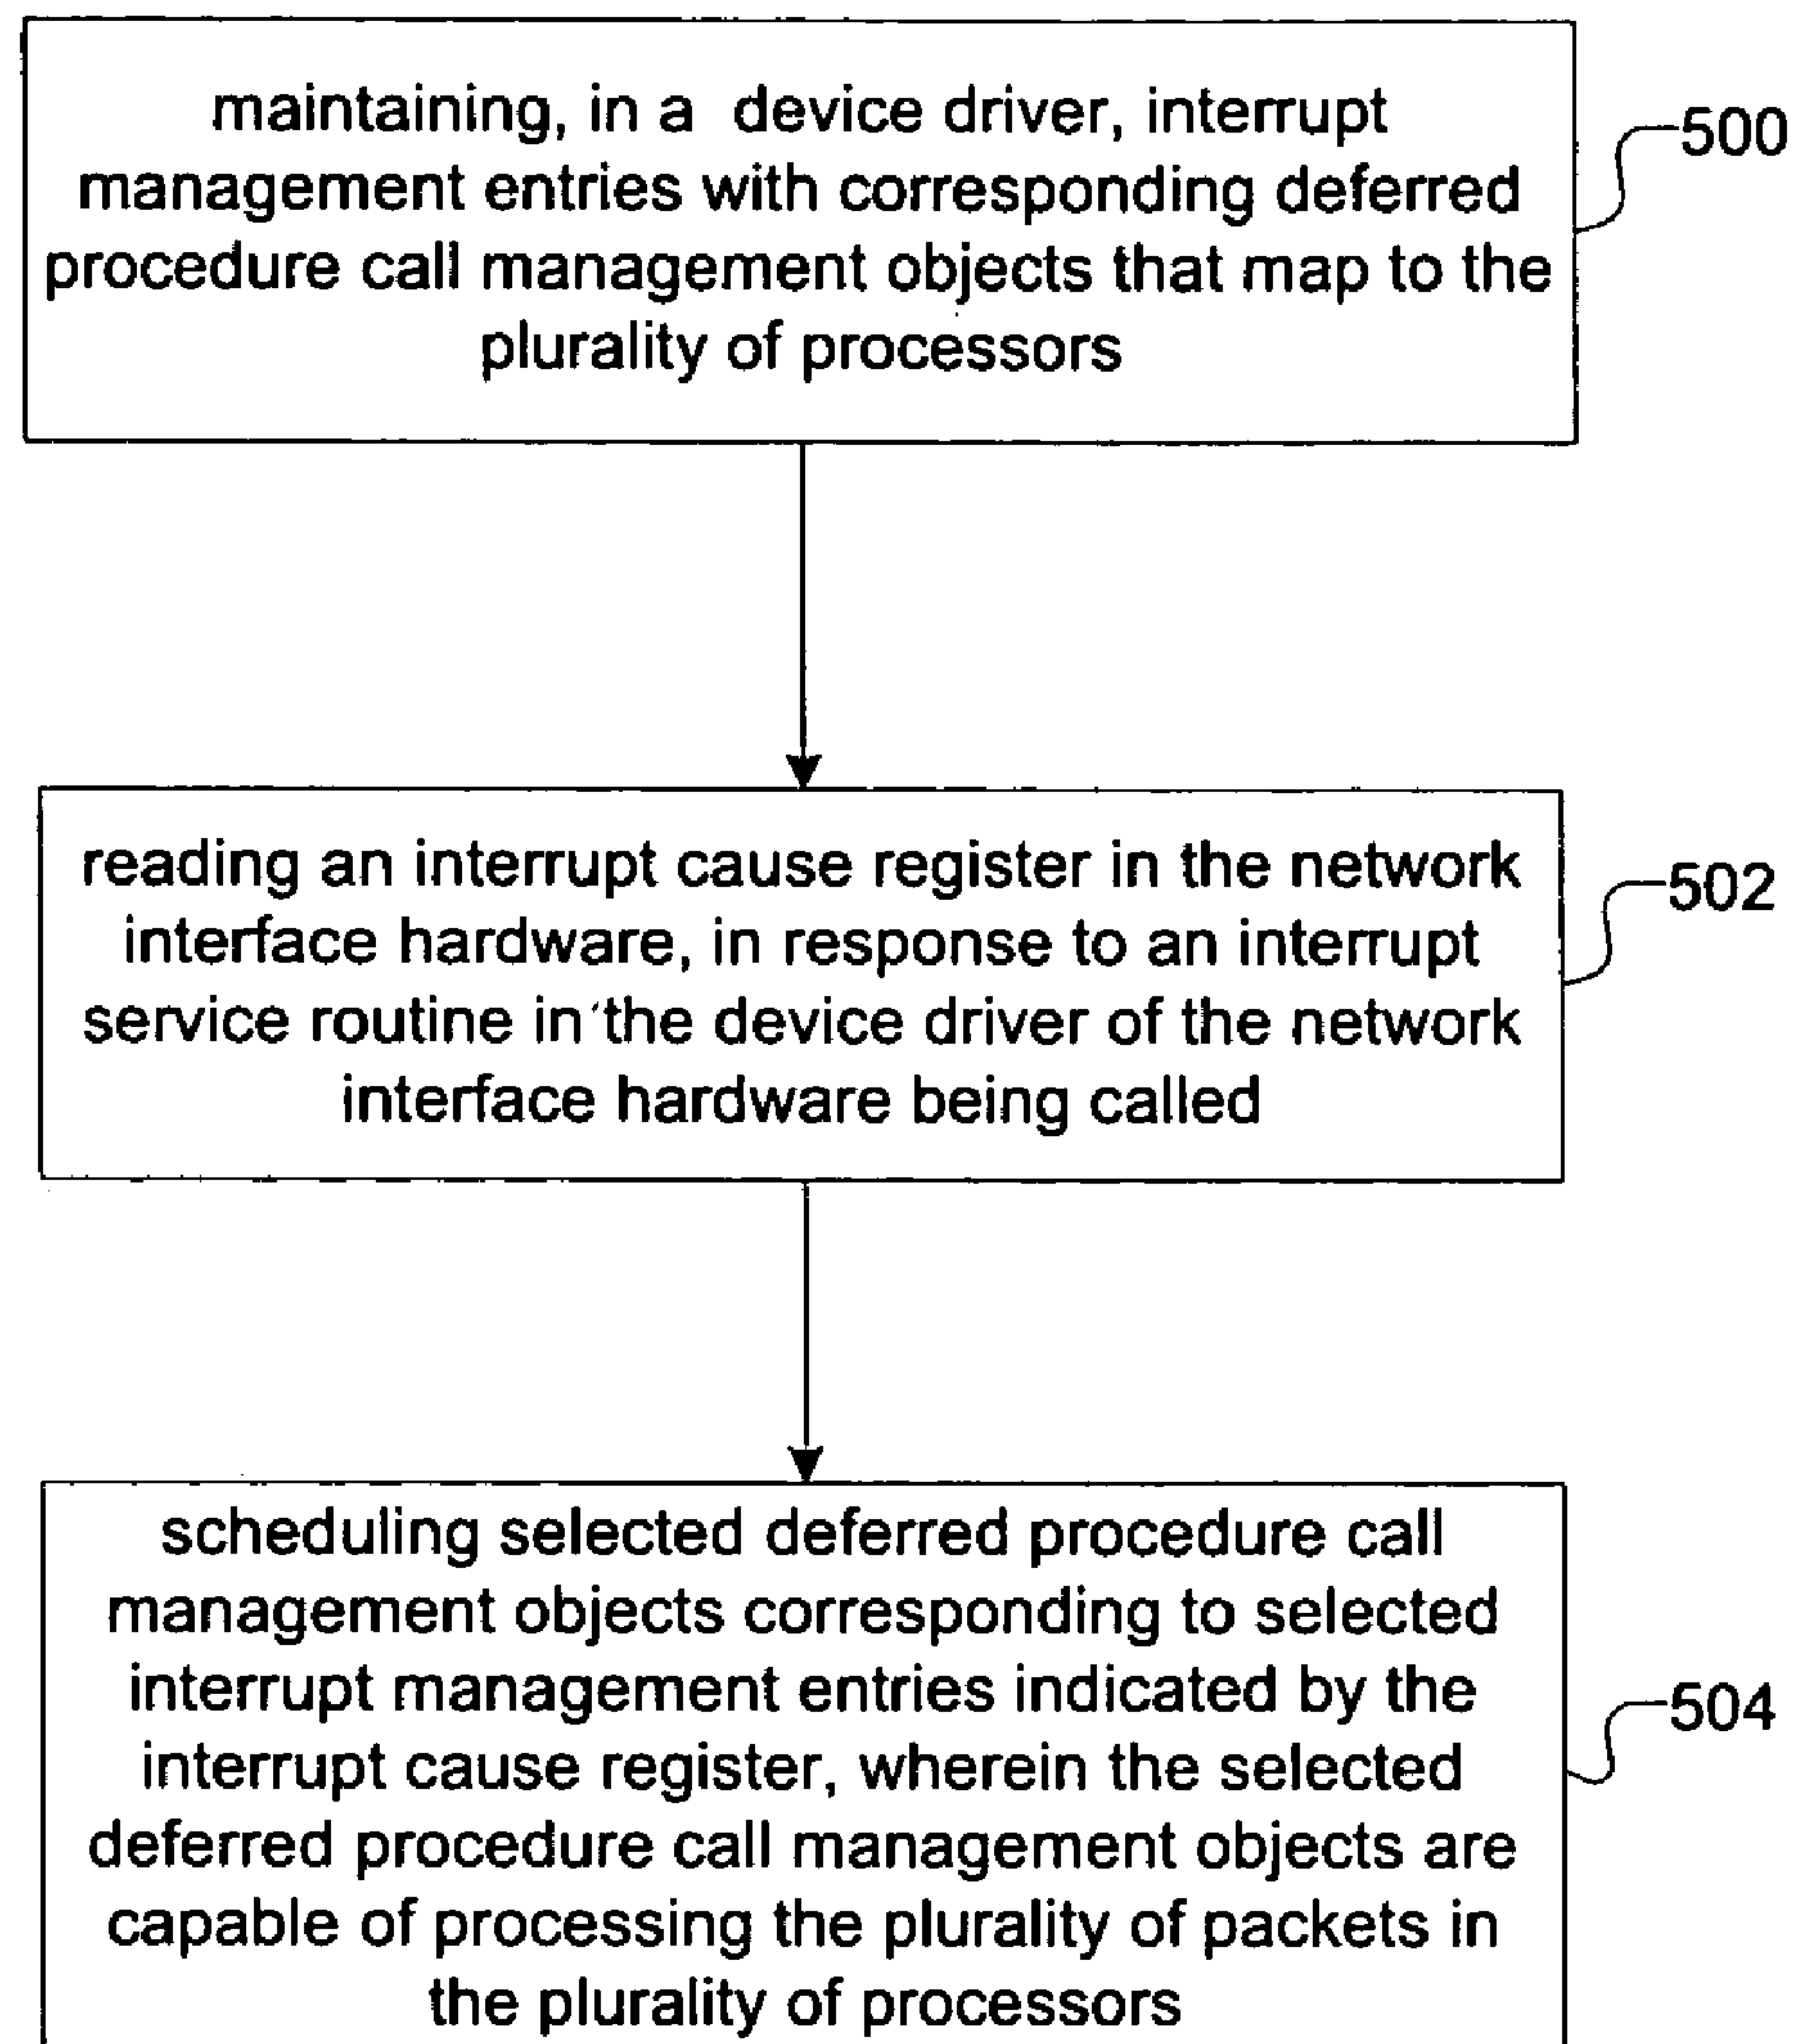 maintaining, in a device driver, interrupt
management entries with corresponding deferred
procedure call management objects that map to the
plurality of processors
500
reading an interrupt cause register in the network
interface hardware, in response to an interrupt
service routine in the device driver of the network
interface hardware being called
502
scheduling selected deferred procedure call
management objects corresponding to selected
interrupt management entries indicated by the
interrupt cause register, wherein the selected
deferred procedure call management objects are
capable of processing the plurality of packets in
the plurality of processors
504